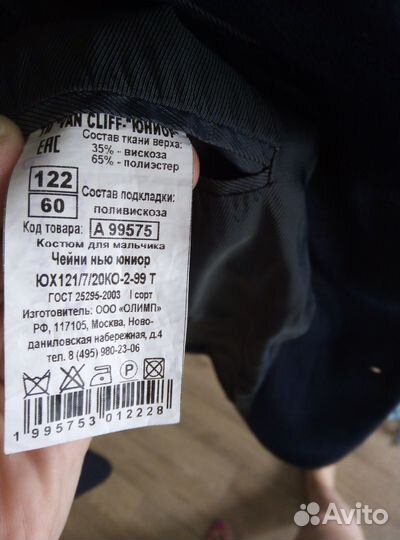 TAN CLIFF-"ЮНИОР"
EAC
Состав ткани верха:
35% - вискоза
65% - полиэстер
122
60
Состав подкладки:
поливискоза
Код товара: А 99575
Костюм для мальчика
Чейни нью юниор
ЮХ121/7/20КО-2-99 Т
ГОСТ 25295-2003 I сорт
Изготовитель: ООО «ОЛИМП»
РФ, 117105, Москва, Ново-
даниловская набережная, д.4
тел. 8 (495) 980-23-06
1 995753 012228
Avito